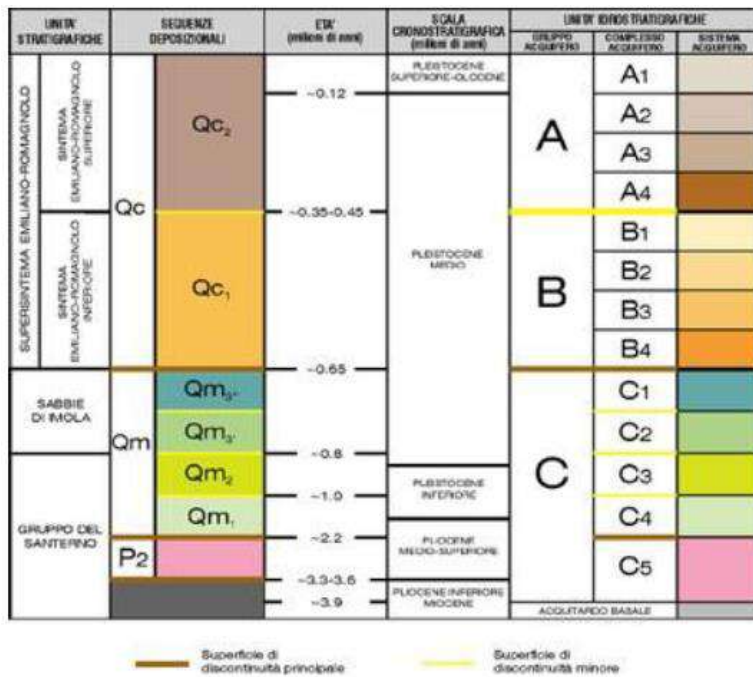 UNITA' STRATIGRAFICHE
SEQUENZE DEPOSIZIONALI
ETA' (milioni di anni)
SCALA CRONOSTRATIGRAFICA (milioni di anni)
UNITA' IDROSTRATIGRAFICHE
GRUPPO ACQUIFERO
COMPLESSO ACQUIFERO
SISTEMA ACQUIFERO
SUPERSINTEMA EMILIANO-ROMAGNOLO
SINTEMA EMILIANO-ROMAGNOLO SUPERIORE
SINTEMA EMILIANO-ROMAGNOLO INFERIORE
SABBIE DI IMOLA
GRUPPO DEL SANTERNO
Qc
Qm
P2
Qc2
Qc1
Qm3"
Qm3'
Qm2
Qm1
~0.12
~0.35-0.45
~0.65
~0.8
~1.0
~2.2
~3.3-3.6
~3.9
PLEISTOCENE SUPERIORE-OLOCENE
PLEISTOCENE MEDIO
PLEISTOCENE INFERIORE
PLIOCENE MEDIO-SUPERIORE
PLIOCENE INFERIORE MIOCENE
A
B
C
A1
A2
A3
A4
B1
B2
B3
B4
C1
C2
C3
C4
C5
ACQUITARDO BASALE
Superficie di discontinuità principale
Superficie di discontinuità minore